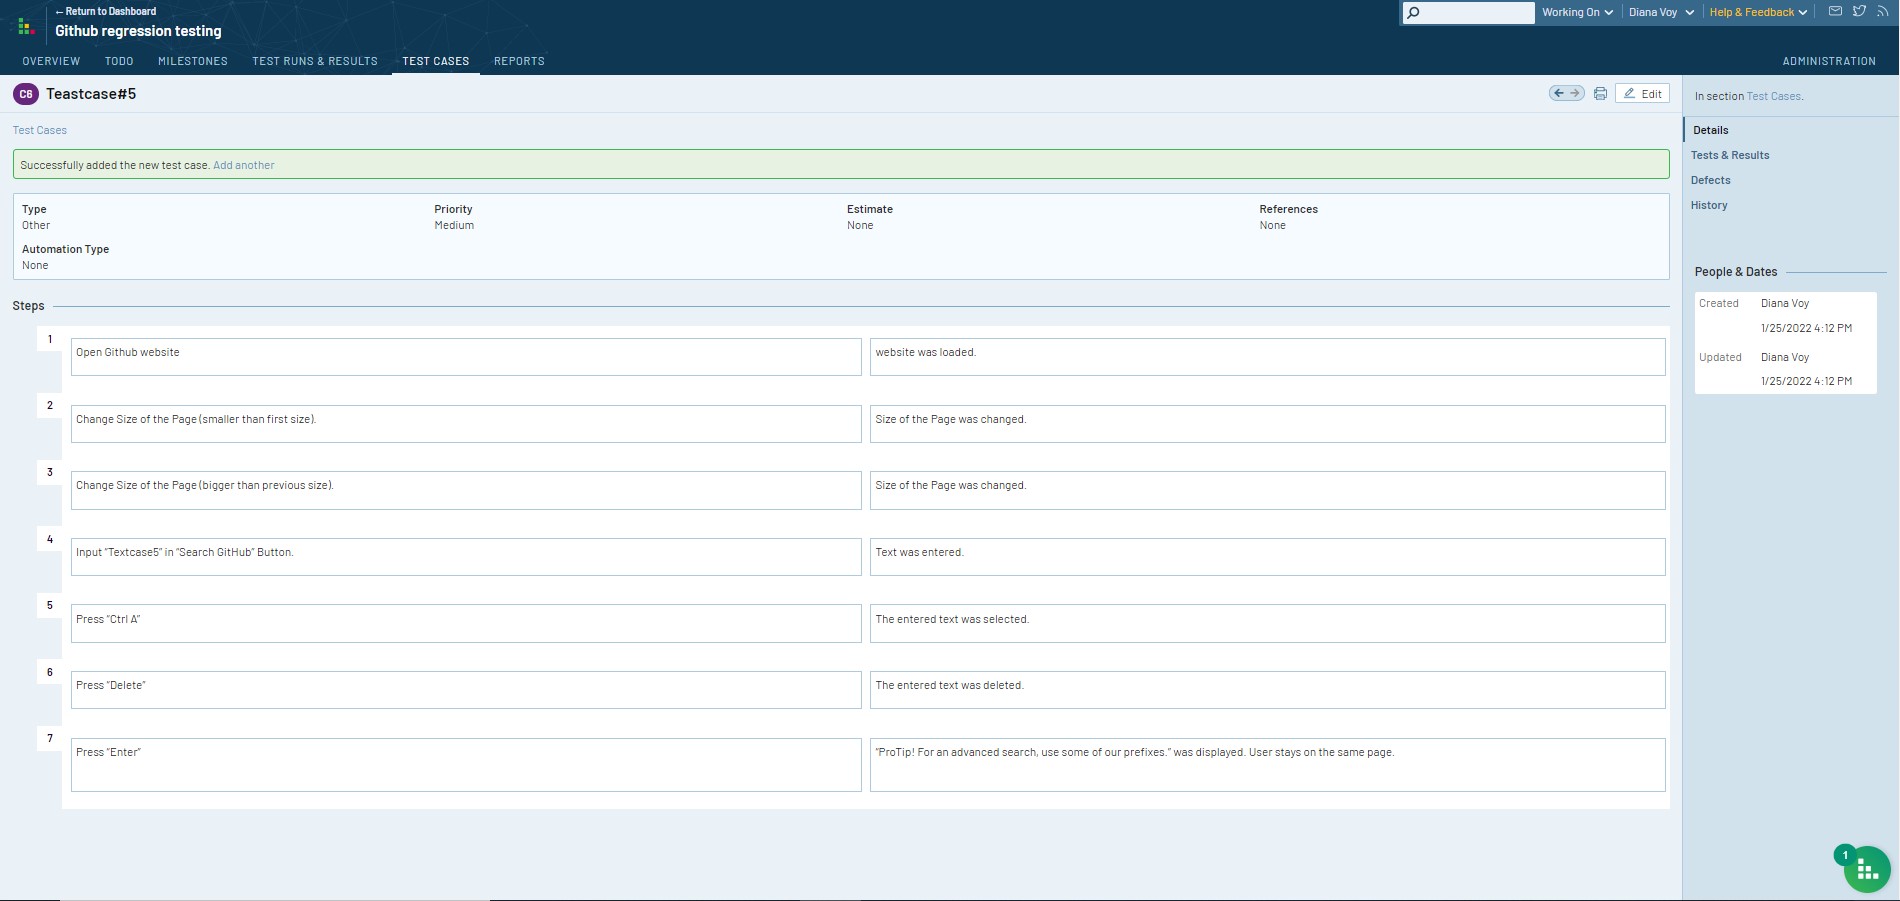 ← Return to Dashboard
Github regression testing
Working On
Diana Voy
Help & Feedback
OVERVIEW TODO MILESTONES TEST RUNS & RESULTS TEST CASES REPORTS ADMINISTRATION
C6 Teastcase#5
Edit
In section Test Cases.
Test Cases
Successfully added the new test case. Add another
Type Priority Estimate References
Other Medium None None
Automation Type
None
Details
Tests & Results
Defects
History
People & Dates
Created Diana Voy
1/25/2022 4:12 PM
Updated Diana Voy
1/25/2022 4:12 PM
Steps
1
Open Github website
website was loaded.
2
Change Size of the Page (smaller than first size).
Size of the Page was changed.
3
Change Size of the Page (bigger than previous size).
Size of the Page was changed.
4
Input "Textcase5" in "Search GitHub" Button.
Text was entered.
5
Press "Ctrl A"
The entered text was selected.
6
Press "Delete"
The entered text was deleted.
7
Press "Enter"
"ProTip! For an advanced search, use some of our prefixes." was displayed. User stays on the same page.
1